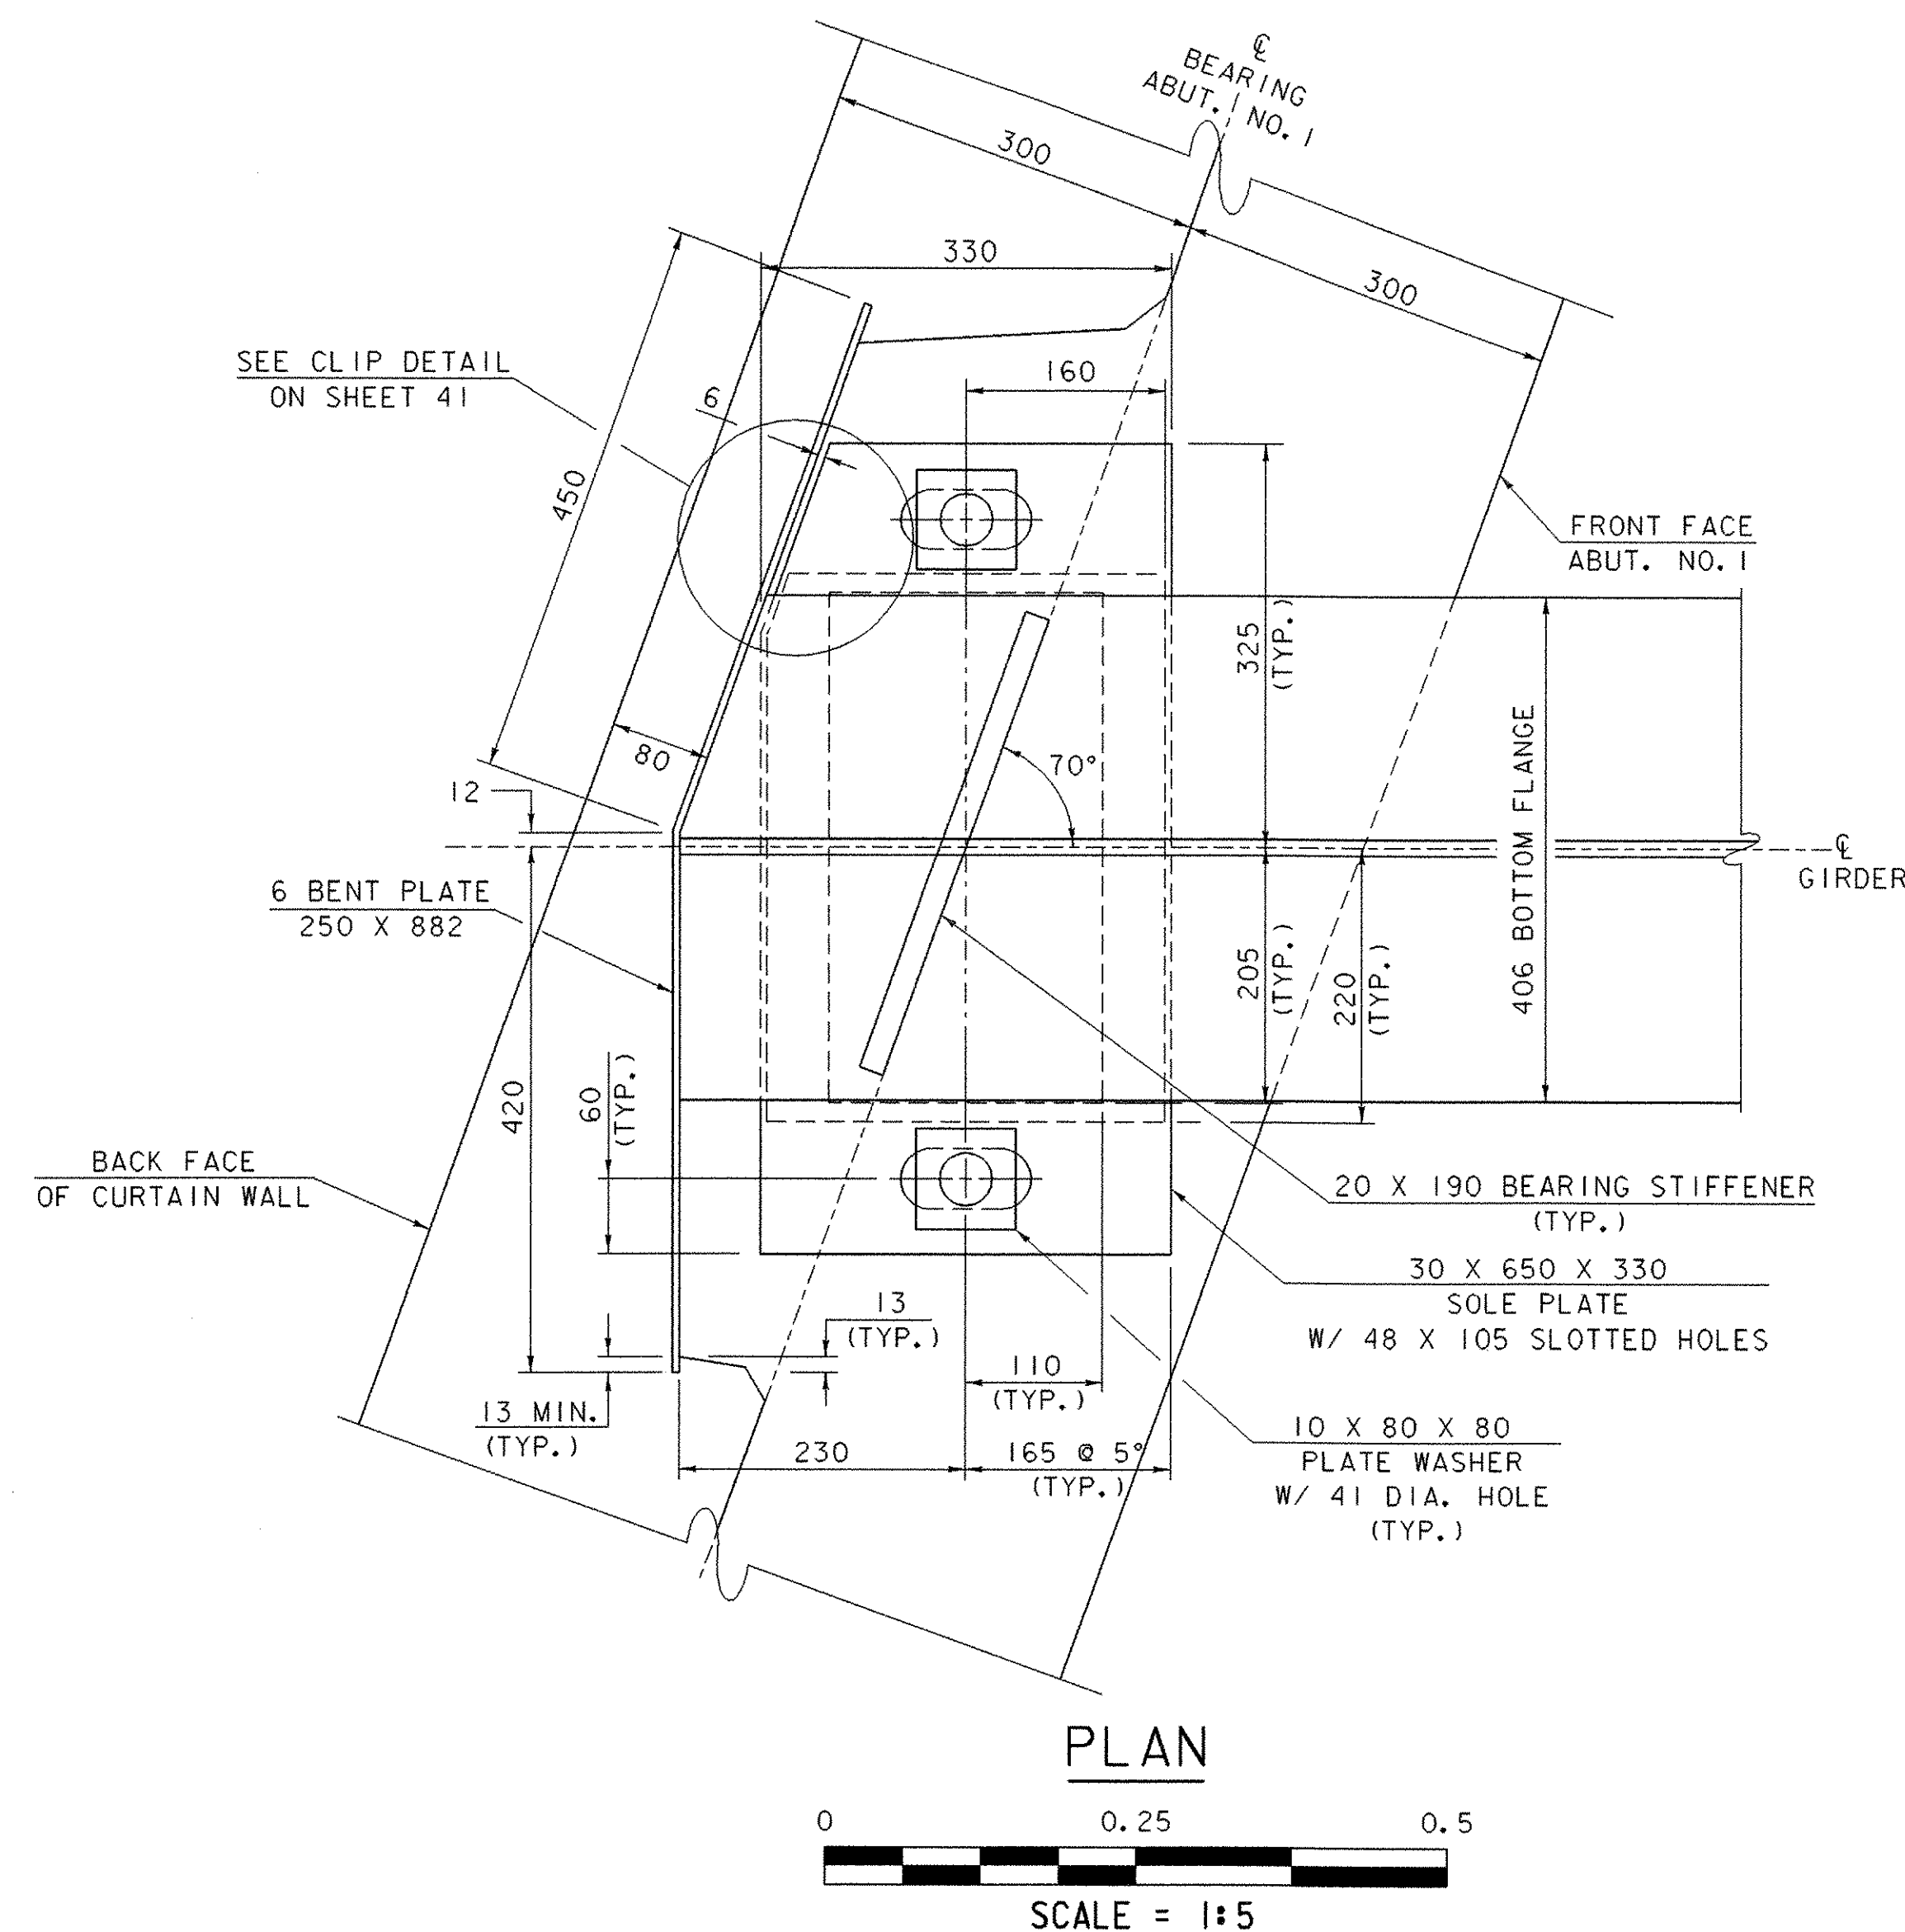 ℄
BEARING
ABUT. NO. 1
300
300
330
SEE CLIP DETAIL
ON SHEET 41
160
6
450
FRONT FACE
ABUT. NO. 1
325
(TYP.)
80
70°
12
406 BOTTOM FLANGE
℄
GIRDER
6 BENT PLATE
250 X 882
205
(TYP.)
220
(TYP.)
420
60
(TYP.)
BACK FACE
OF CURTAIN WALL
20 X 190 BEARING STIFFENER
(TYP.)
30 X 650 X 330
SOLE PLATE
W/ 48 X 105 SLOTTED HOLES
13
(TYP.)
110
(TYP.)
13 MIN.
(TYP.)
230
165 @ 5°
(TYP.)
10 X 80 X 80
PLATE WASHER
W/ 41 DIA. HOLE
(TYP.)
PLAN
0 0.25 0.5
SCALE = 1:5